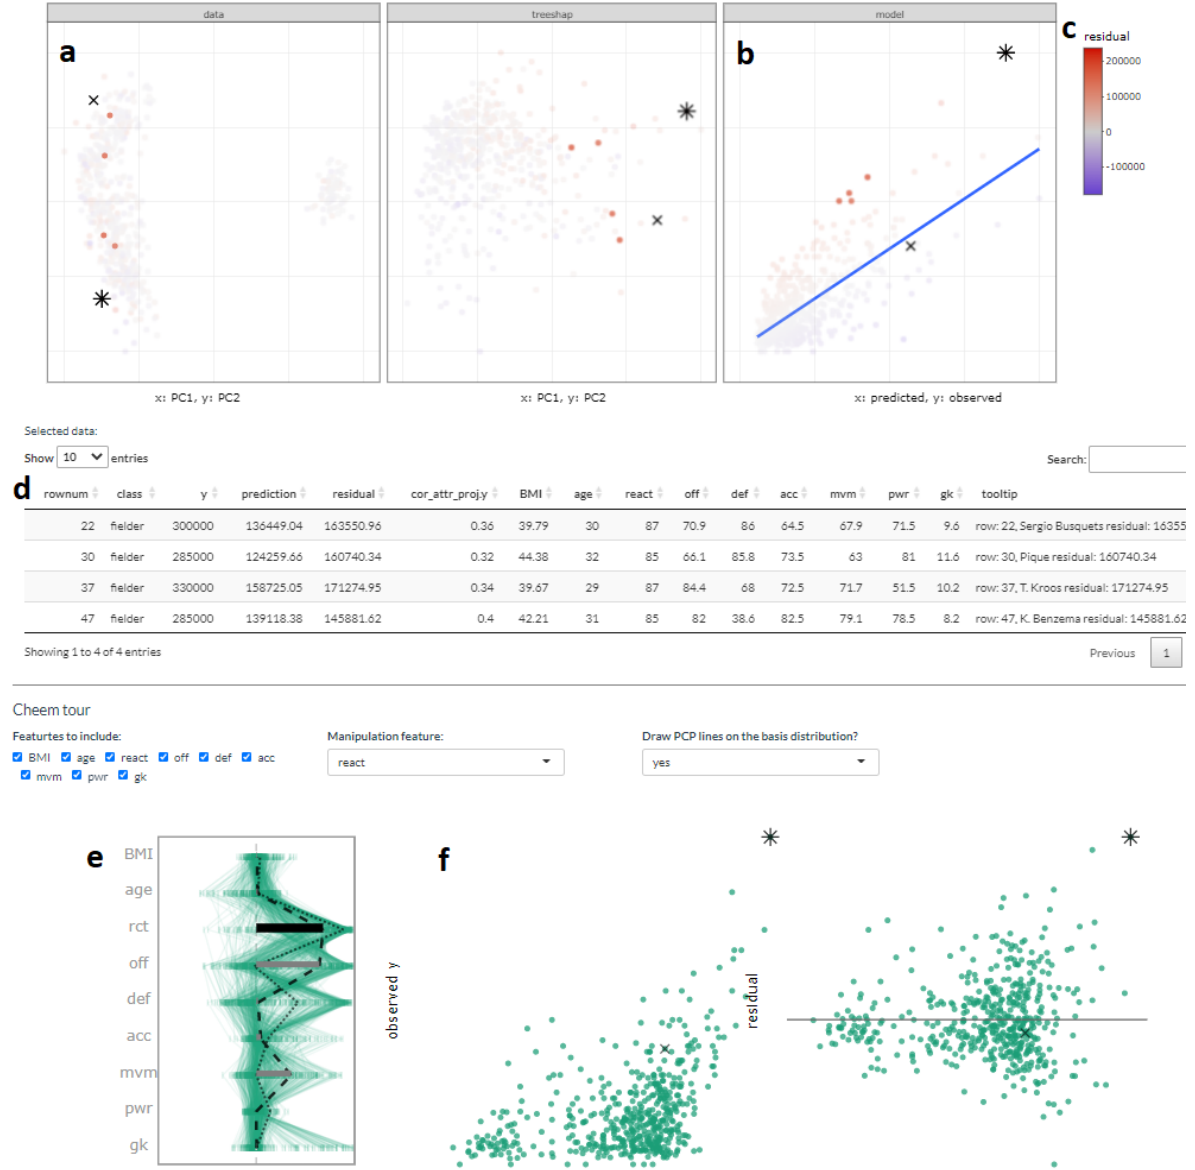 data treeshap model
a b c residual
200000
100000
0
-100000
x: PC1, y: PC2 x: PC1, y: PC2 x: predicted, y: observed
Selected data:
Show 10 entries Search:
d rownum class y prediction residual cor_attr_proj.y BMI age react off def acc mvm pwr gk tooltip
22 fielder 300000 136449.04 163550.96 0.36 39.79 30 87 70.9 86 64.5 67.9 71.5 9.6 row: 22, Sergio Busquets residual: 16355
30 fielder 285000 124259.66 160740.34 0.32 44.38 32 85 66.1 85.8 73.5 63 81 11.6 row: 30, Pique residual: 160740.34
37 fielder 330000 158725.05 171274.95 0.34 39.67 29 87 84.4 68 72.5 71.7 51.5 10.2 row: 37, T. Kroos residual: 171274.95
47 fielder 285000 139118.38 145881.62 0.4 42.21 31 85 82 38.6 82.5 79.1 78.5 8.2 row: 47, K. Benzema residual: 145881.62
Showing 1 to 4 of 4 entries Previous 1
Cheem tour
Featurtes to include: Manipulation feature: Draw PCP lines on the basis distribution?
BMI age react off def acc
mvm pwr gk
react yes
e f
BMI
age
rct
off
def
acc
mvm
pwr
gk
observed y
residual